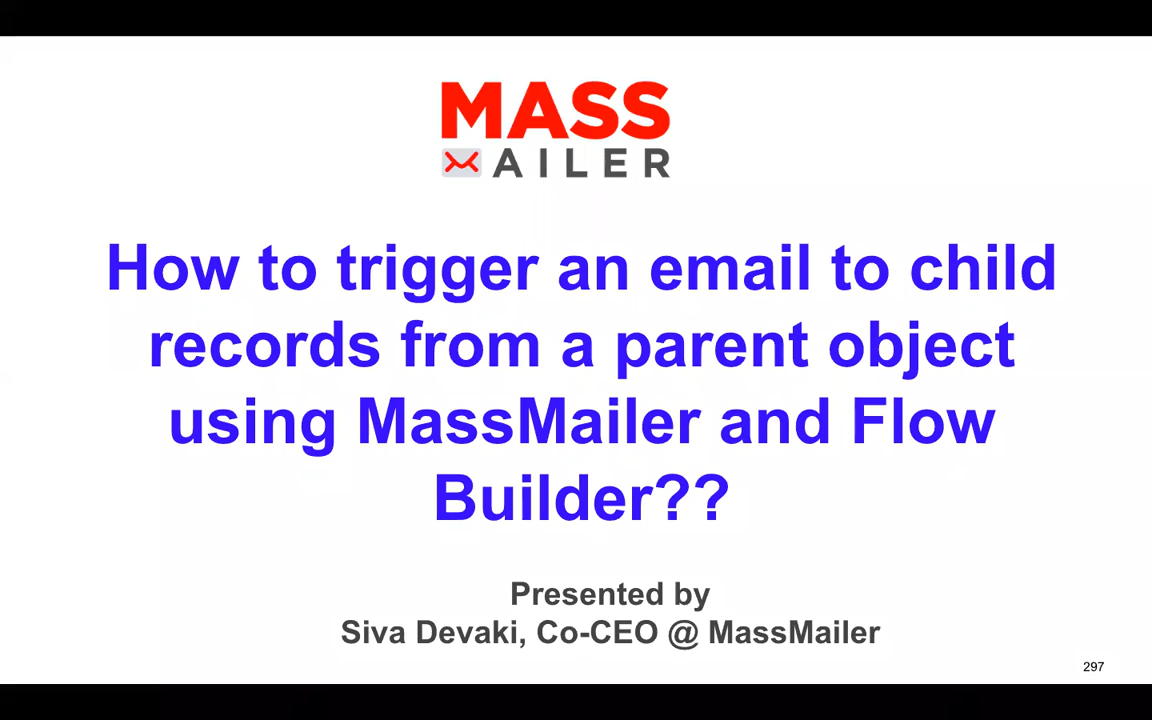 MASS
AILER
How to trigger an email to child
records from a parent object
using MassMailer and Flow
Builder??
Presented by
Siva Devaki, Co-CEO @ MassMailer
297